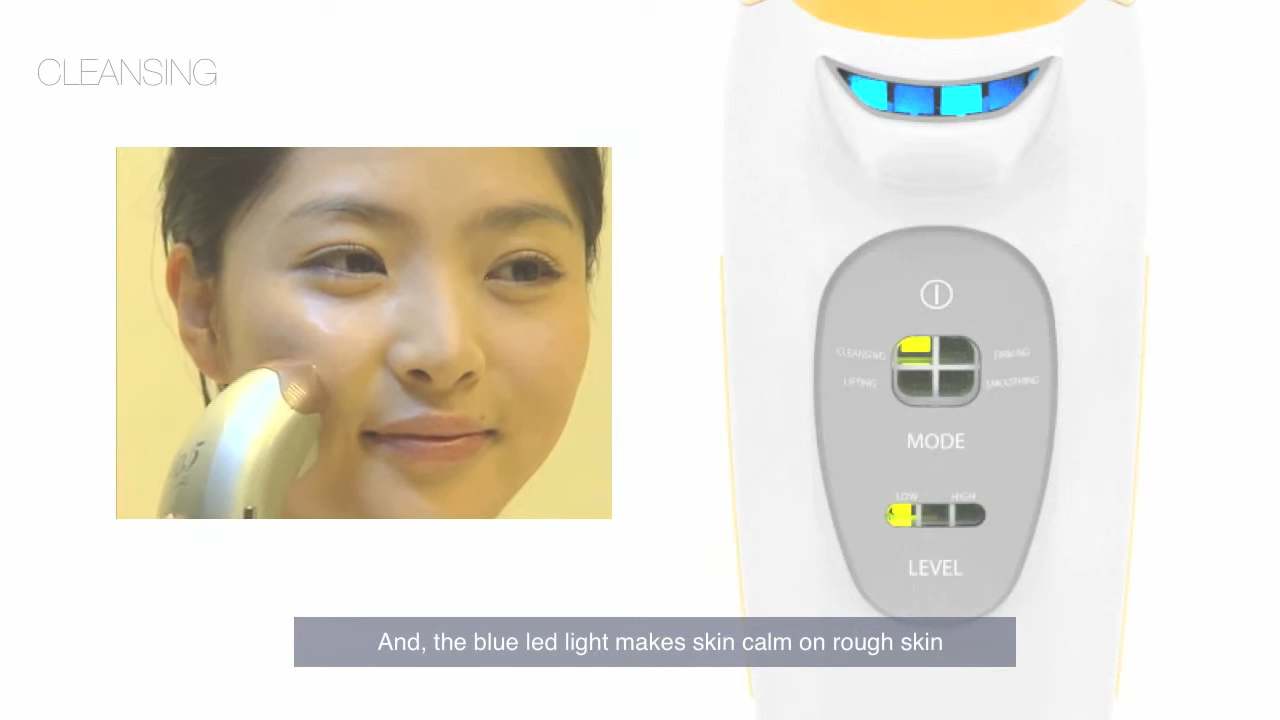 CLEANSING
CLEANSING
FIRMING
LIFTING
SMOOTHING
MODE
LOW
HIGH
LEVEL
And, the blue led light makes skin calm on rough skin